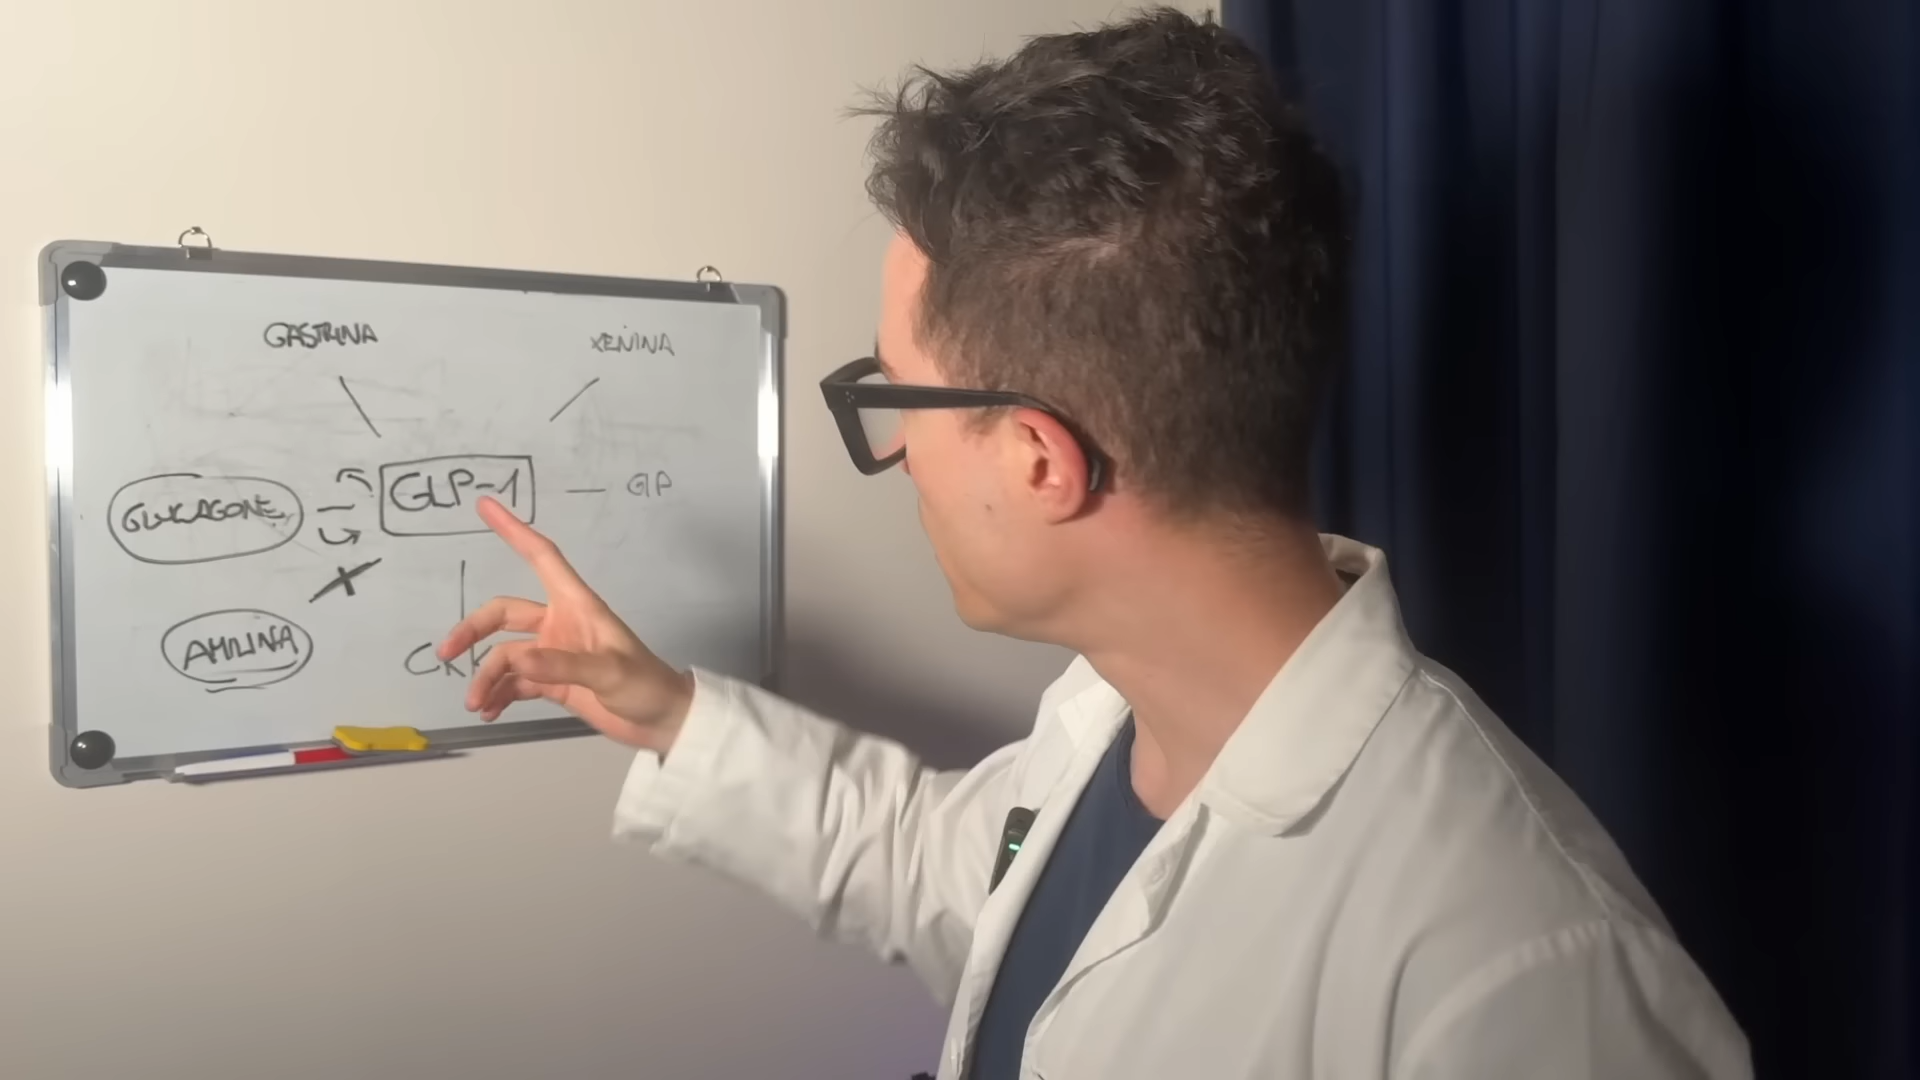 GASTRINA
XENINA
GLUCAGONE
GLP-1
GIP
AMILINA